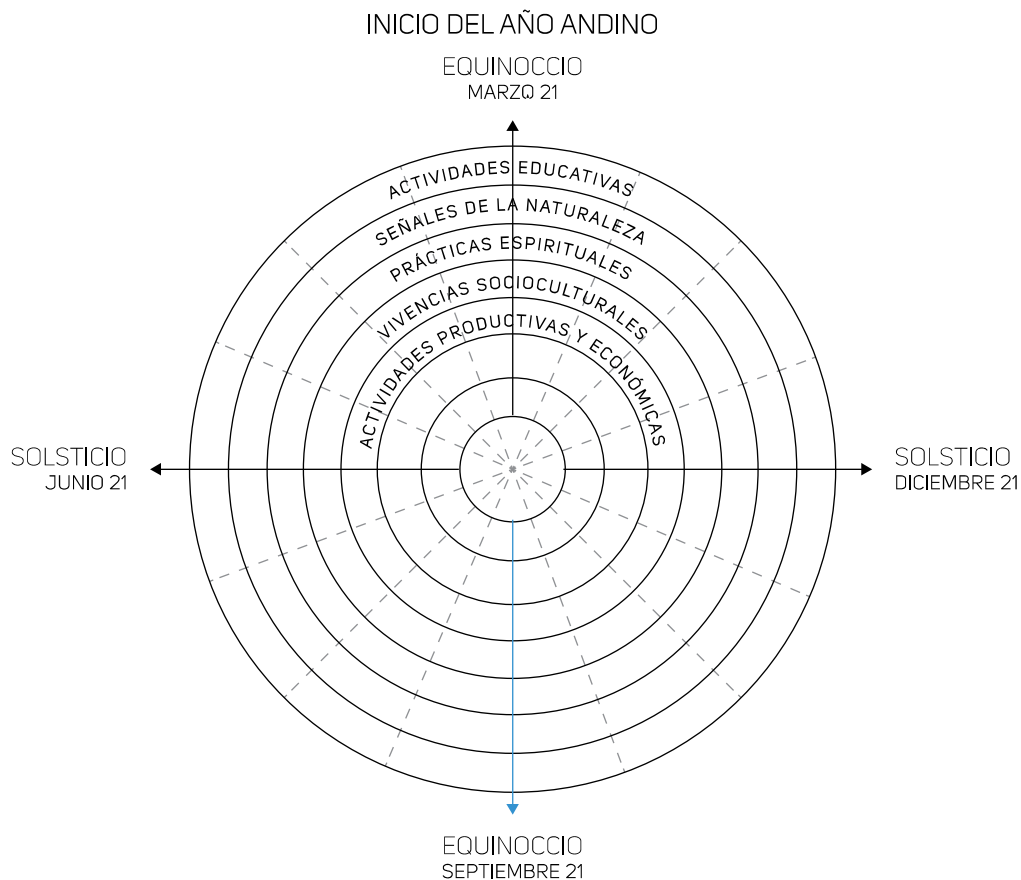 INICIO DEL AÑO ANDINO
EQUINOCCIO
MARZO 21
ACTIVIDADES EDUCATIVAS
SEÑALES DE LA NATURALEZA
PRÁCTICAS ESPIRITUALES
VIVENCIAS SOCIOCULTURALES
ACTIVIDADES PRODUCTIVAS Y ECONÓMICAS
SOLSTICIO
JUNIO 21
SOLSTICIO
DICIEMBRE 21
EQUINOCCIO
SEPTIEMBRE 21